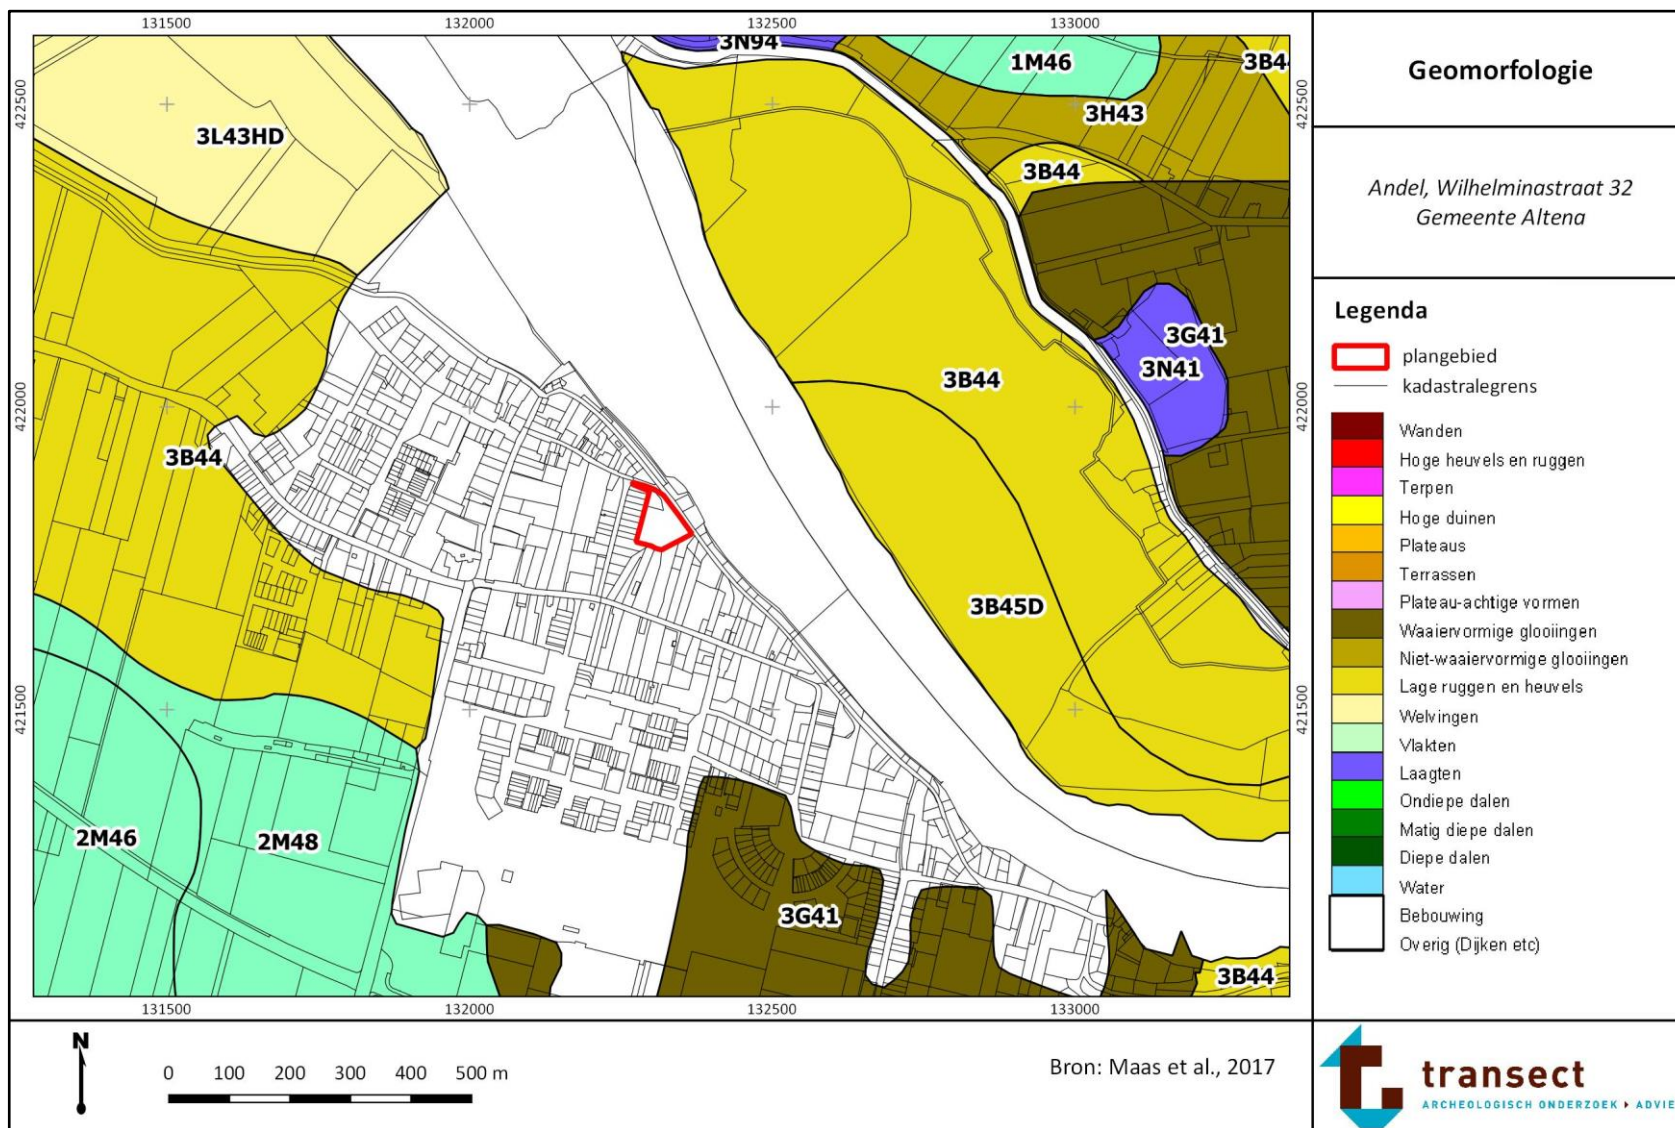 131500 132000 132500 133000
422500
422000
421500
422500
422000
421500
3N94
1M46
3B4
3L43HD
3H43
3B44
3G41
3N41
3B44
3B44
3B45D
2M46
2M48
3G41
3B44
131500 132000 132500 133000
N
0 100 200 300 400 500 m
Bron: Maas et al., 2017
Geomorfologie
Andel, Wilhelminastraat 32
Gemeente Altena
Legenda
plangebied
kadastralegrens
Wanden
Hoge heuvels en ruggen
Terpen
Hoge duinen
Plateaus
Terrassen
Plateau-achtige vormen
Waaiervormige glooiingen
Niet-waaiervormige glooiingen
Lage ruggen en heuvels
Welvingen
Vlakten
Laagten
Ondiepe dalen
Matig diepe dalen
Diepe dalen
Water
Bebouwing
Overig (Dijken etc)
transect
ARCHEOLOGISCH ONDERZOEK ▸ ADVIE